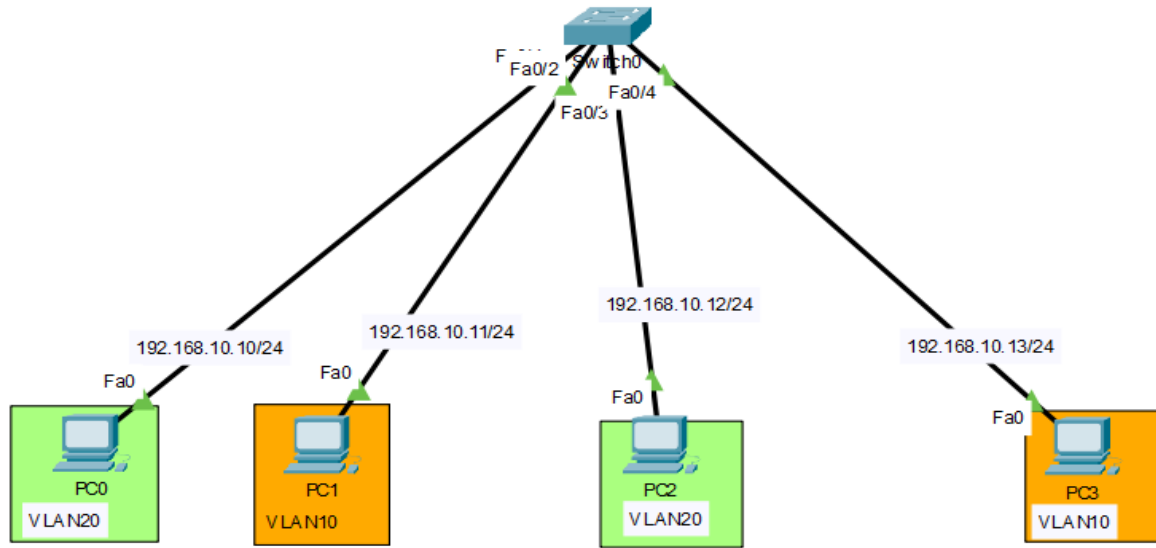 Switch0
Fa0/2
Fa0/4
Fa0/3
192.168.10.12/24
192.168.10.11/24
192.168.10.10/24
192.168.10.13/24
Fa0
Fa0
Fa0
Fa0
PC0
PC1
PC2
PC3
VLAN20
VLAN10
VLAN20
VLAN10